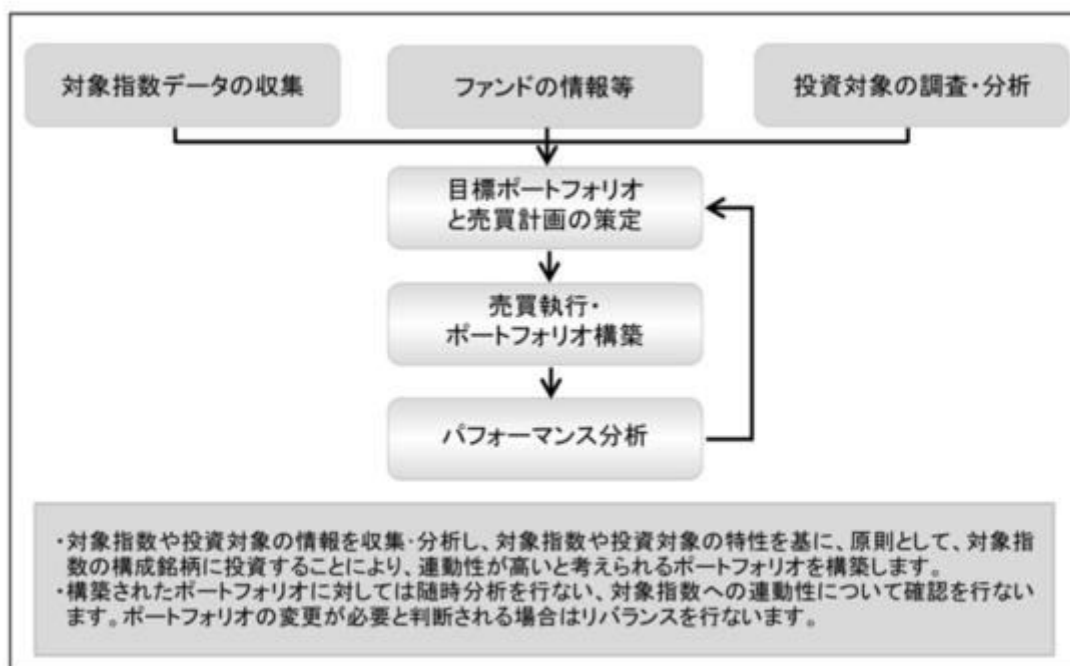 対象指数データの収集
ファンドの情報等
投資対象の調査・分析
目標ポートフォリオ
と売買計画の策定
売買執行・
ポートフォリオ構築
パフォーマンス分析
・対象指数や投資対象の情報を収集・分析し、対象指数や投資対象の特性を基に、原則として、対象指
数の構成銘柄に投資することにより、連動性が高いと考えられるポートフォリオを構築します。
・構築されたポートフォリオに対しては随時分析を行ない、対象指数への連動性について確認を行ない
ます。ポートフォリオの変更が必要と判断される場合はリバランスを行ないます。